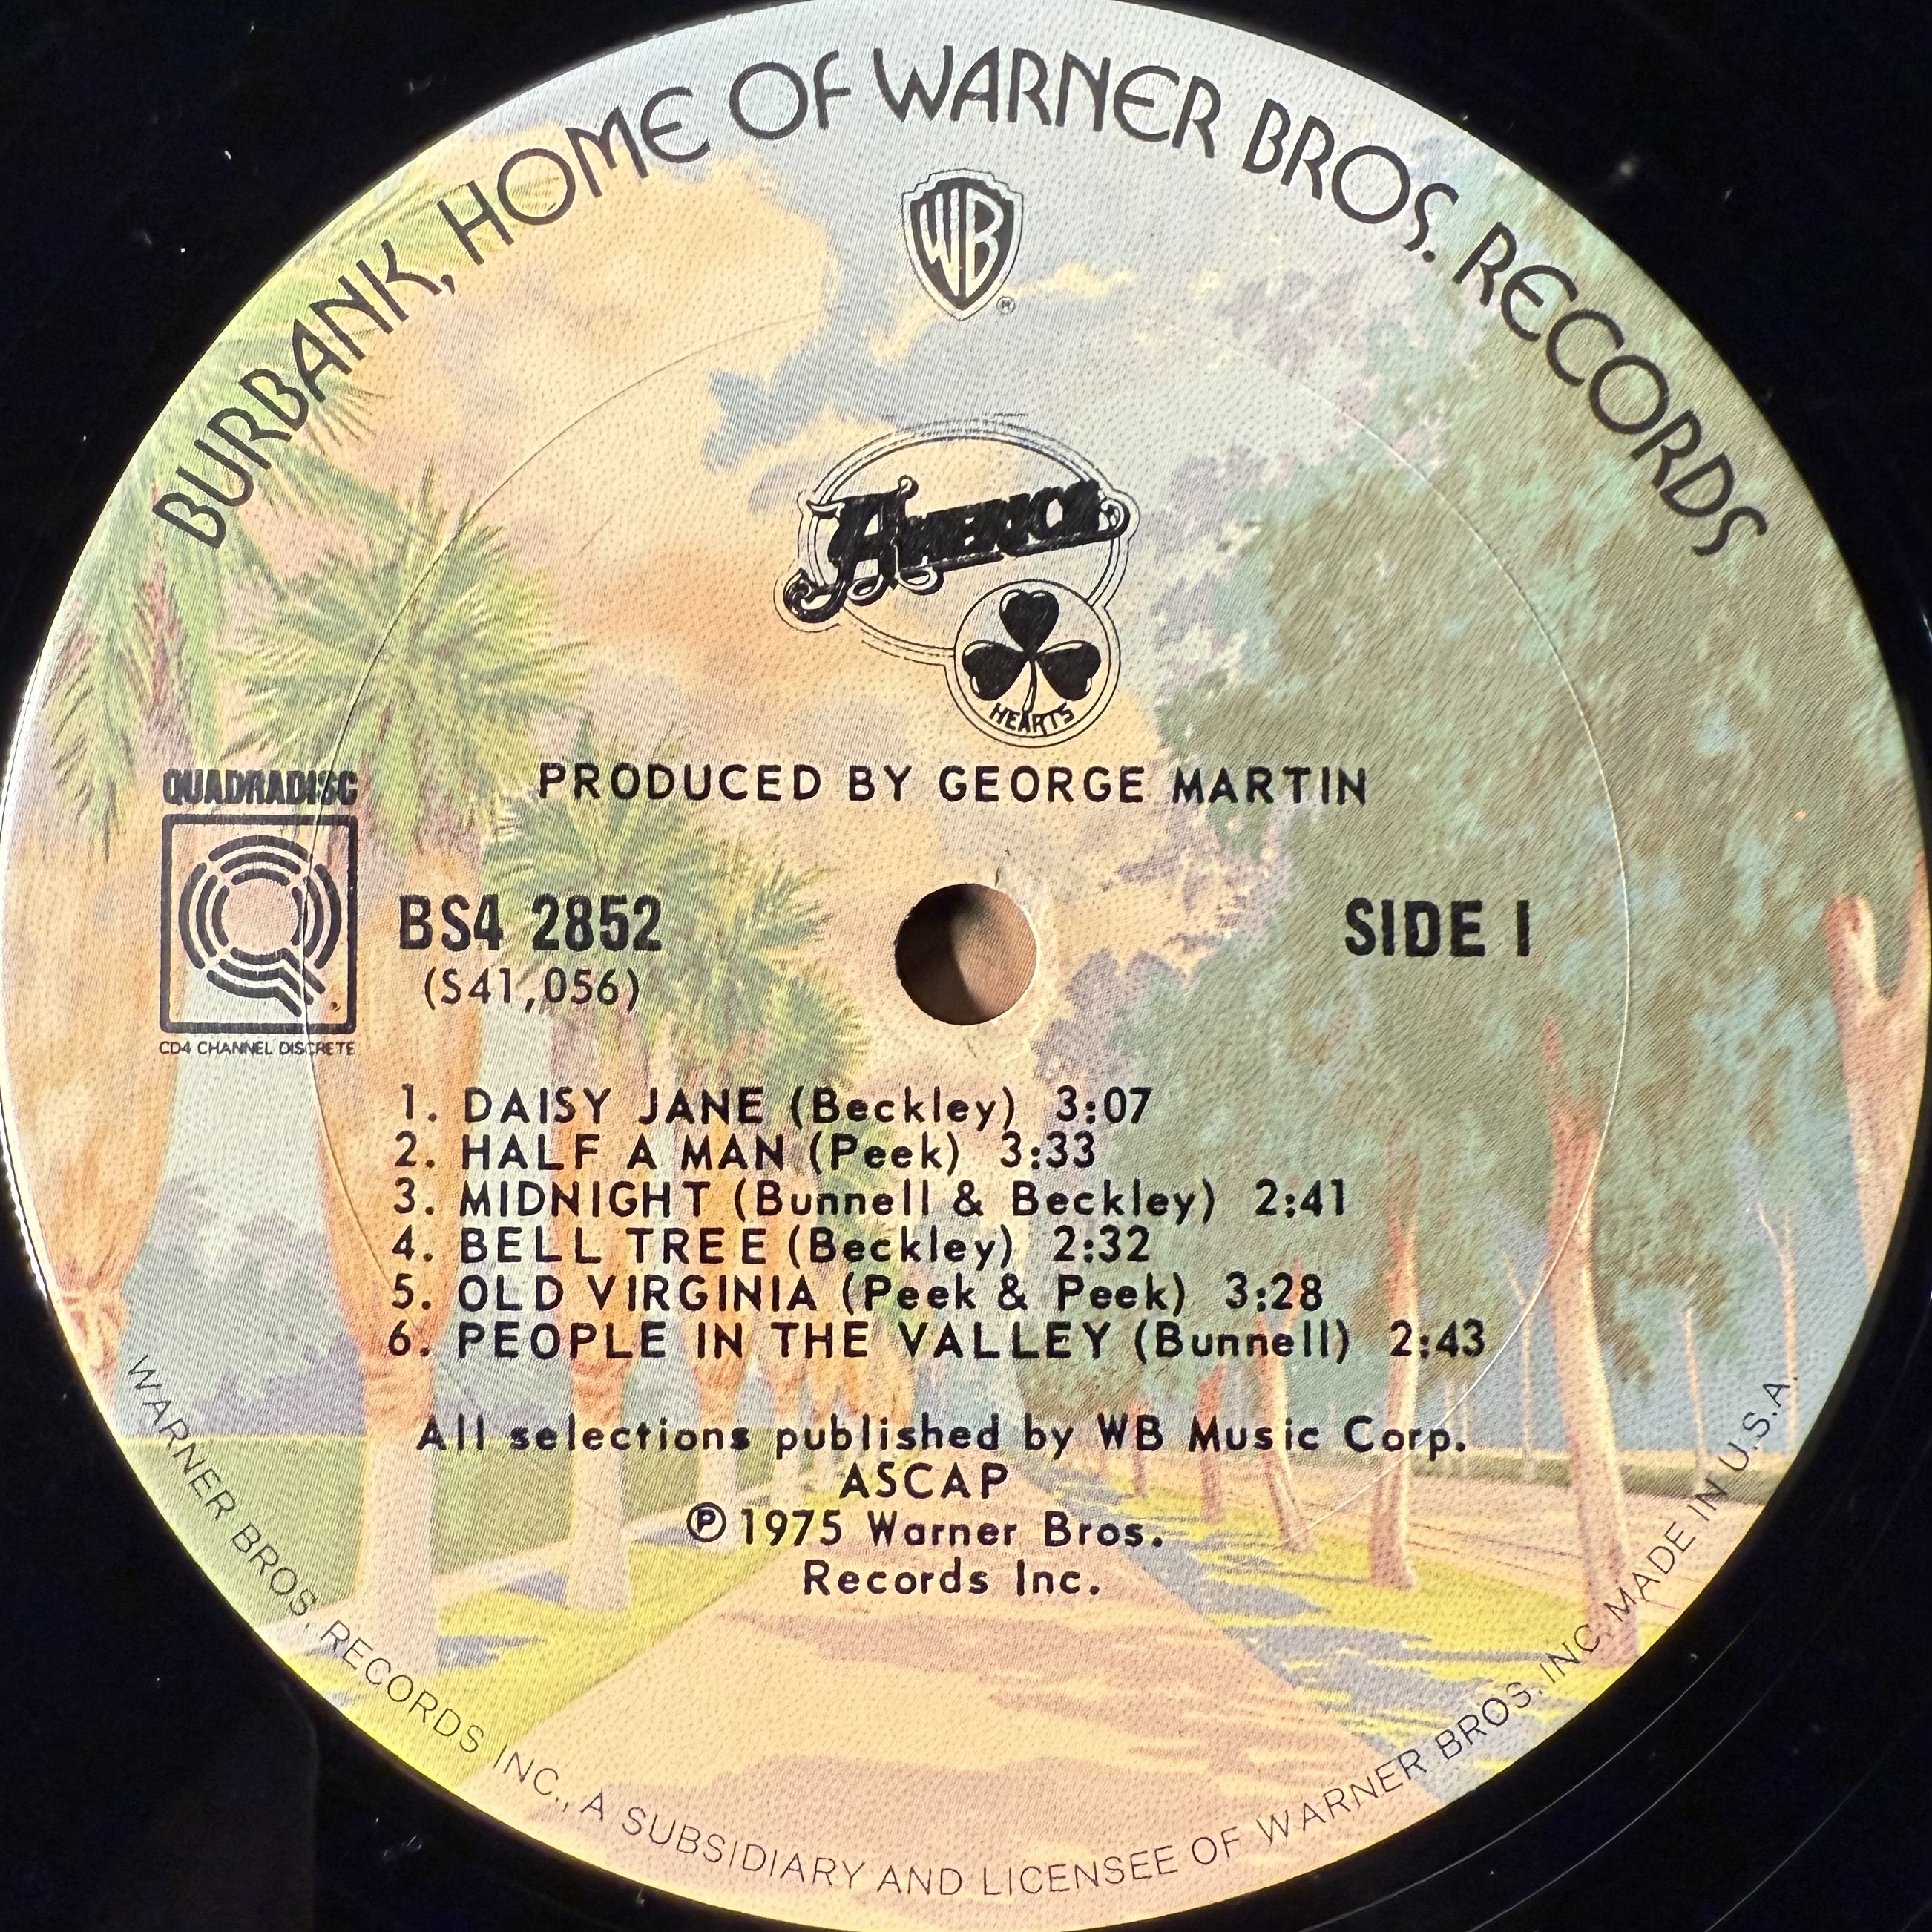 BURBANK, HOME OF WARNER BROS. RECORDS
WB
®
AMERICA
HEARTS
PRODUCED BY GEORGE MARTIN
QUADRADISC
CD4 CHANNEL DISCRETE
BS4 2852
(S41,056)
SIDE 1
1. DAISY JANE (Beckley) 3:07
2. HALF A MAN (Peek) 3:33
3. MIDNIGHT (Bunnell & Beckley) 2:41
4. BELL TREE (Beckley) 2:32
5. OLD VIRGINIA (Peek & Peek) 3:28
6. PEOPLE IN THE VALLEY (Bunnell) 2:43
All selections published by WB Music Corp.
ASCAP
℗ 1975 Warner Bros.
Records Inc.
WARNER BROS. RECORDS INC., A SUBSIDIARY AND LICENSEE OF WARNER BROS. INC. MADE IN U.S.A.